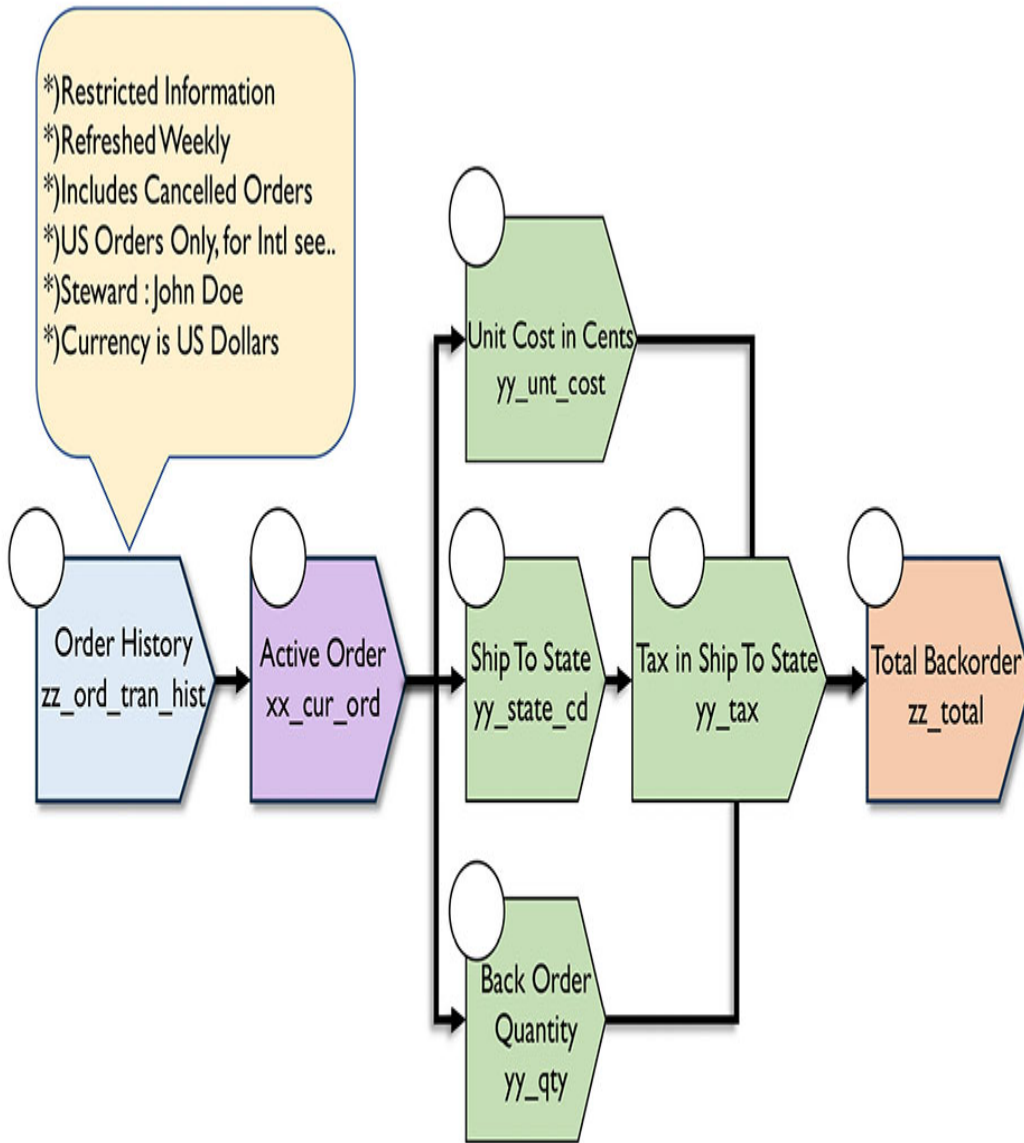 *)Restricted Information
*)Refreshed Weekly
*)Includes Cancelled Orders
*)US Orders Only, for Intl see..
*)Steward : John Doe
*)Currency is US Dollars
Unit Cost in Cents
yy_unt_cost
Order History
zz_ord_tran_hist
Active Order
xx_cur_ord
Ship To State
yy_state_cd
Tax in Ship To State
yy_tax
Total Backorder
zz_total
Back Order
Quantity
yy_qty